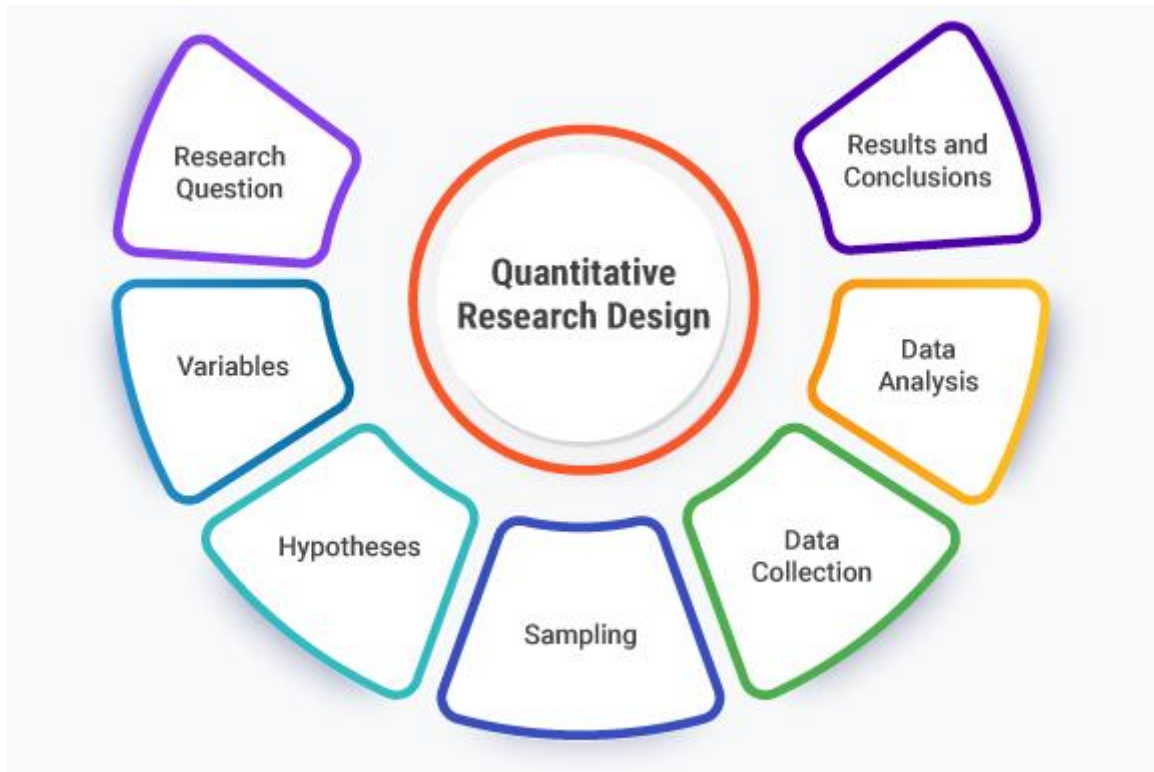 Quantitative
Research Design
Research
Question
Variables
Hypotheses
Sampling
Data
Collection
Data
Analysis
Results and
Conclusions